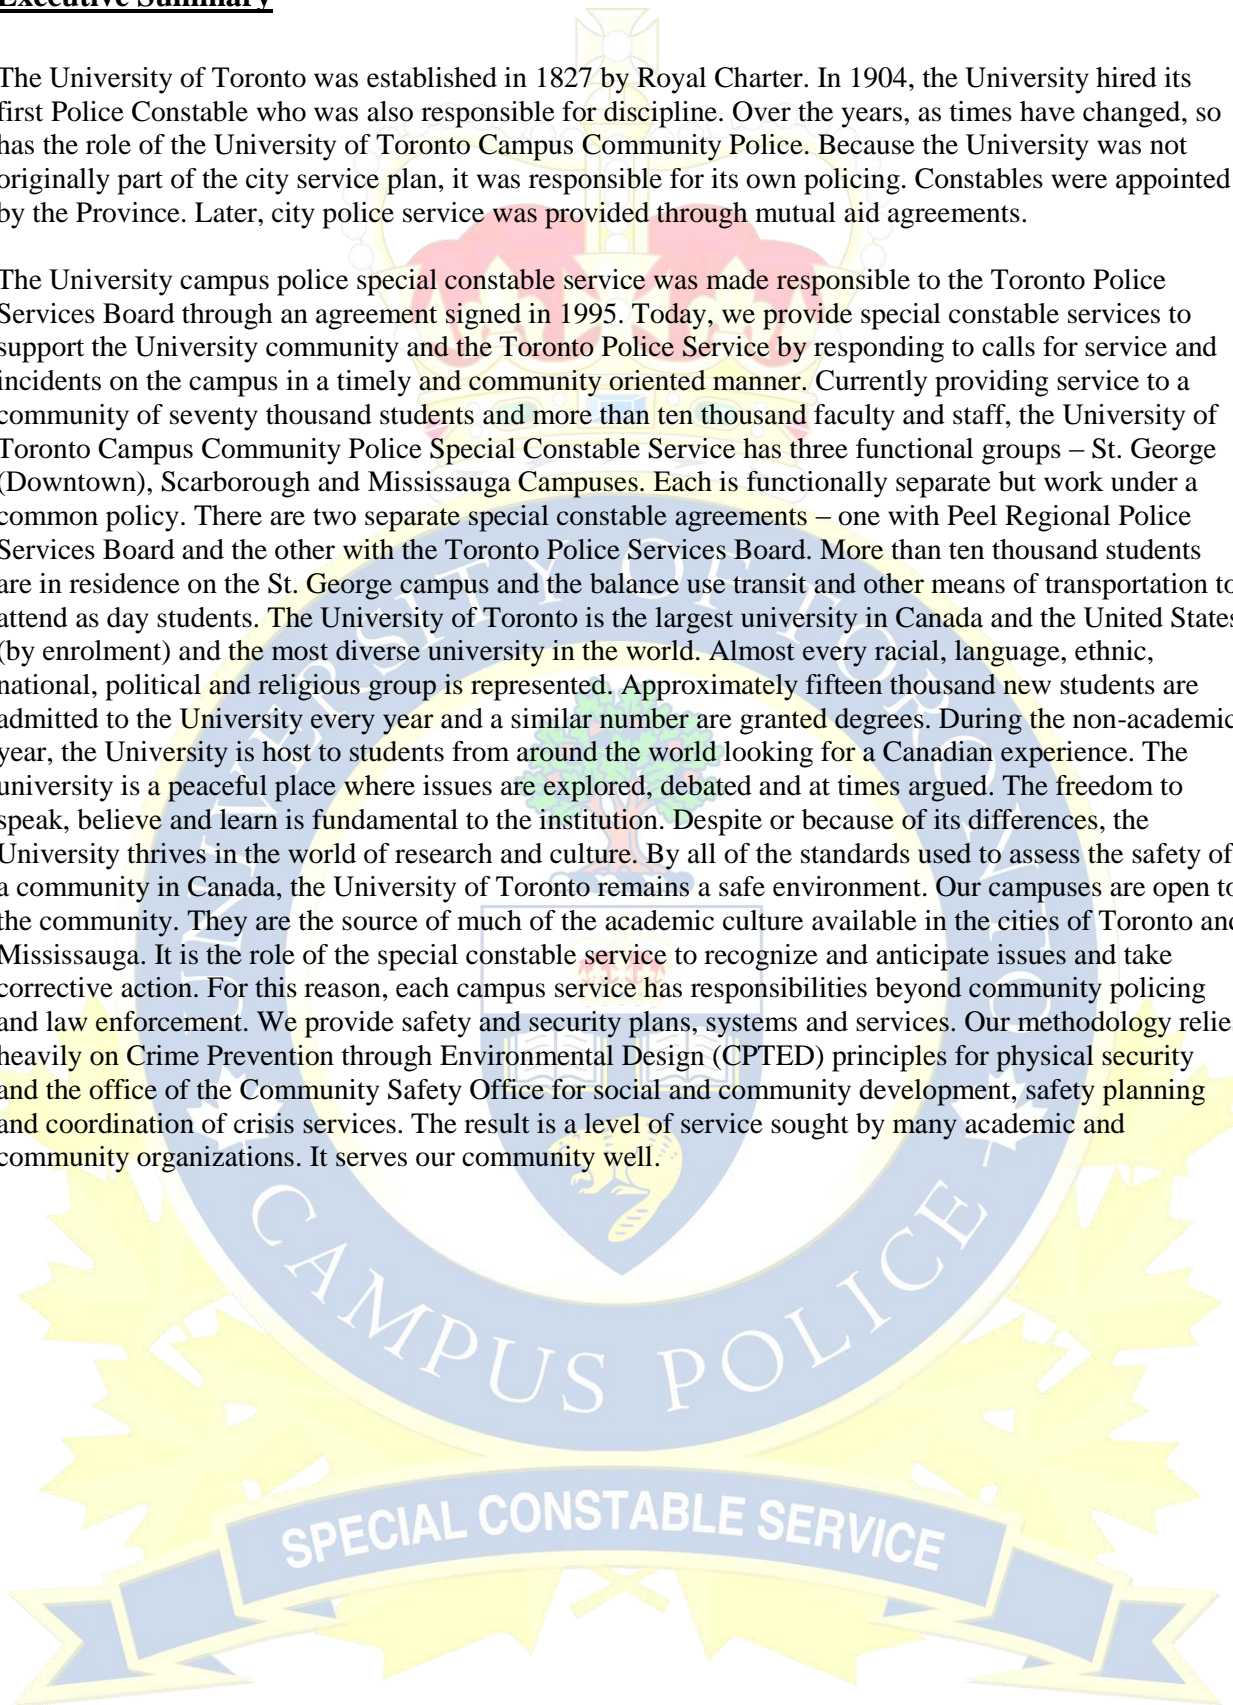 Executive Summary
The University of Toronto was established in 1827 by Royal Charter. In 1904, the University hired its
first Police Constable who was also responsible for discipline. Over the years, as times have changed, so
has the role of the University of Toronto Campus Community Police. Because the University was not
originally part of the city service plan, it was responsible for its own policing. Constables were appointed
by the Province. Later, city police service was provided through mutual aid agreements.
The University campus police special constable service was made responsible to the Toronto Police
Services Board through an agreement signed in 1995. Today, we provide special constable services to
support the University community and the Toronto Police Service by responding to calls for service and
incidents on the campus in a timely and community oriented manner. Currently providing service to a
community of seventy thousand students and more than ten thousand faculty and staff, the University of
Toronto Campus Community Police Special Constable Service has three functional groups – St. George
(Downtown), Scarborough and Mississauga Campuses. Each is functionally separate but work under a
common policy. There are two separate special constable agreements – one with Peel Regional Police
Services Board and the other with the Toronto Police Services Board. More than ten thousand students
are in residence on the St. George campus and the balance use transit and other means of transportation to
attend as day students. The University of Toronto is the largest university in Canada and the United States
(by enrolment) and the most diverse university in the world. Almost every racial, language, ethnic,
national, political and religious group is represented. Approximately fifteen thousand new students are
admitted to the University every year and a similar number are granted degrees. During the non-academic
year, the University is host to students from around the world looking for a Canadian experience. The
university is a peaceful place where issues are explored, debated and at times argued. The freedom to
speak, believe and learn is fundamental to the institution. Despite or because of its differences, the
University thrives in the world of research and culture. By all of the standards used to assess the safety of
a community in Canada, the University of Toronto remains a safe environment. Our campuses are open to
the community. They are the source of much of the academic culture available in the cities of Toronto and
Mississauga. It is the role of the special constable service to recognize and anticipate issues and take
corrective action. For this reason, each campus service has responsibilities beyond community policing
and law enforcement. We provide safety and security plans, systems and services. Our methodology relie
heavily on Crime Prevention through Environmental Design (CPTED) principles for physical security
and the office of the Community Safety Office for social and community development, safety planning
and coordination of crisis services. The result is a level of service sought by many academic and
community organizations. It serves our community well.
UNIVERSITY OF TORONTO
CAMPUS POLICE
SPECIAL CONSTABLE SERVICE